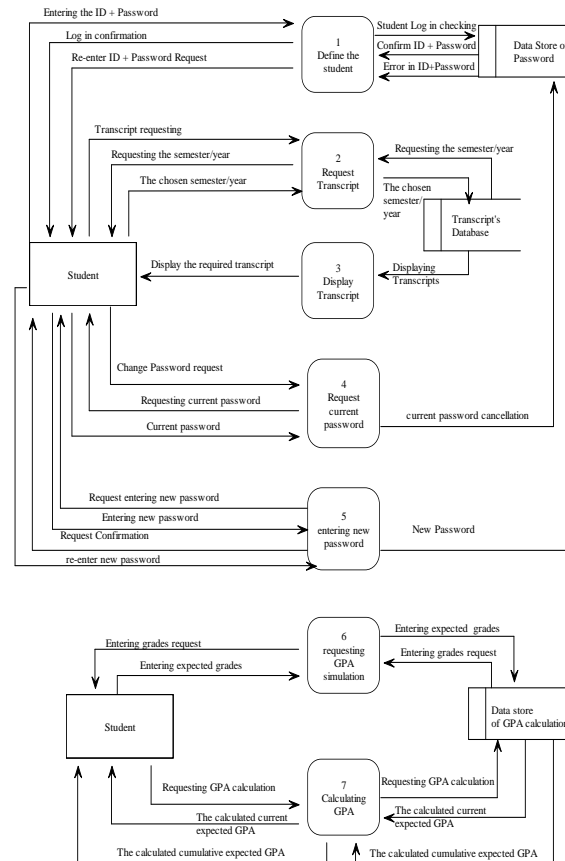 Entering the ID + Password
Log in confirmation
Re-enter ID + Password Request
1
Define the
student
Student Log in checking
Confirm ID + Password
Error in ID+Password
Data Store of
Password
Transcript requesting
Requesting the semester/year
The chosen semester/year
2
Request
Transcript
Requesting the semester/year
The chosen
semester/
year
Transcript's
Database
Student
Display the required transcript
3
Display
Transcript
Displaying
Transcripts
Change Password request
Requesting current password
Current password
4
Request
current
password
current password cancellation
Request entering new password
Entering new password
Request Confirmation
re-enter new password
5
entering new
password
New Password
Entering grades request
Entering expected grades
6
requesting
GPA
simulation
Entering expected grades
Entering grades request
Student
Data store
of GPA calculation
Requesting GPA calculation
The calculated current
expected GPA
7
Calculating
GPA
Requesting GPA calculation
The calculated current
expected GPA
The calculated cumulative expected GPA
The calculated cumulative expected GPA